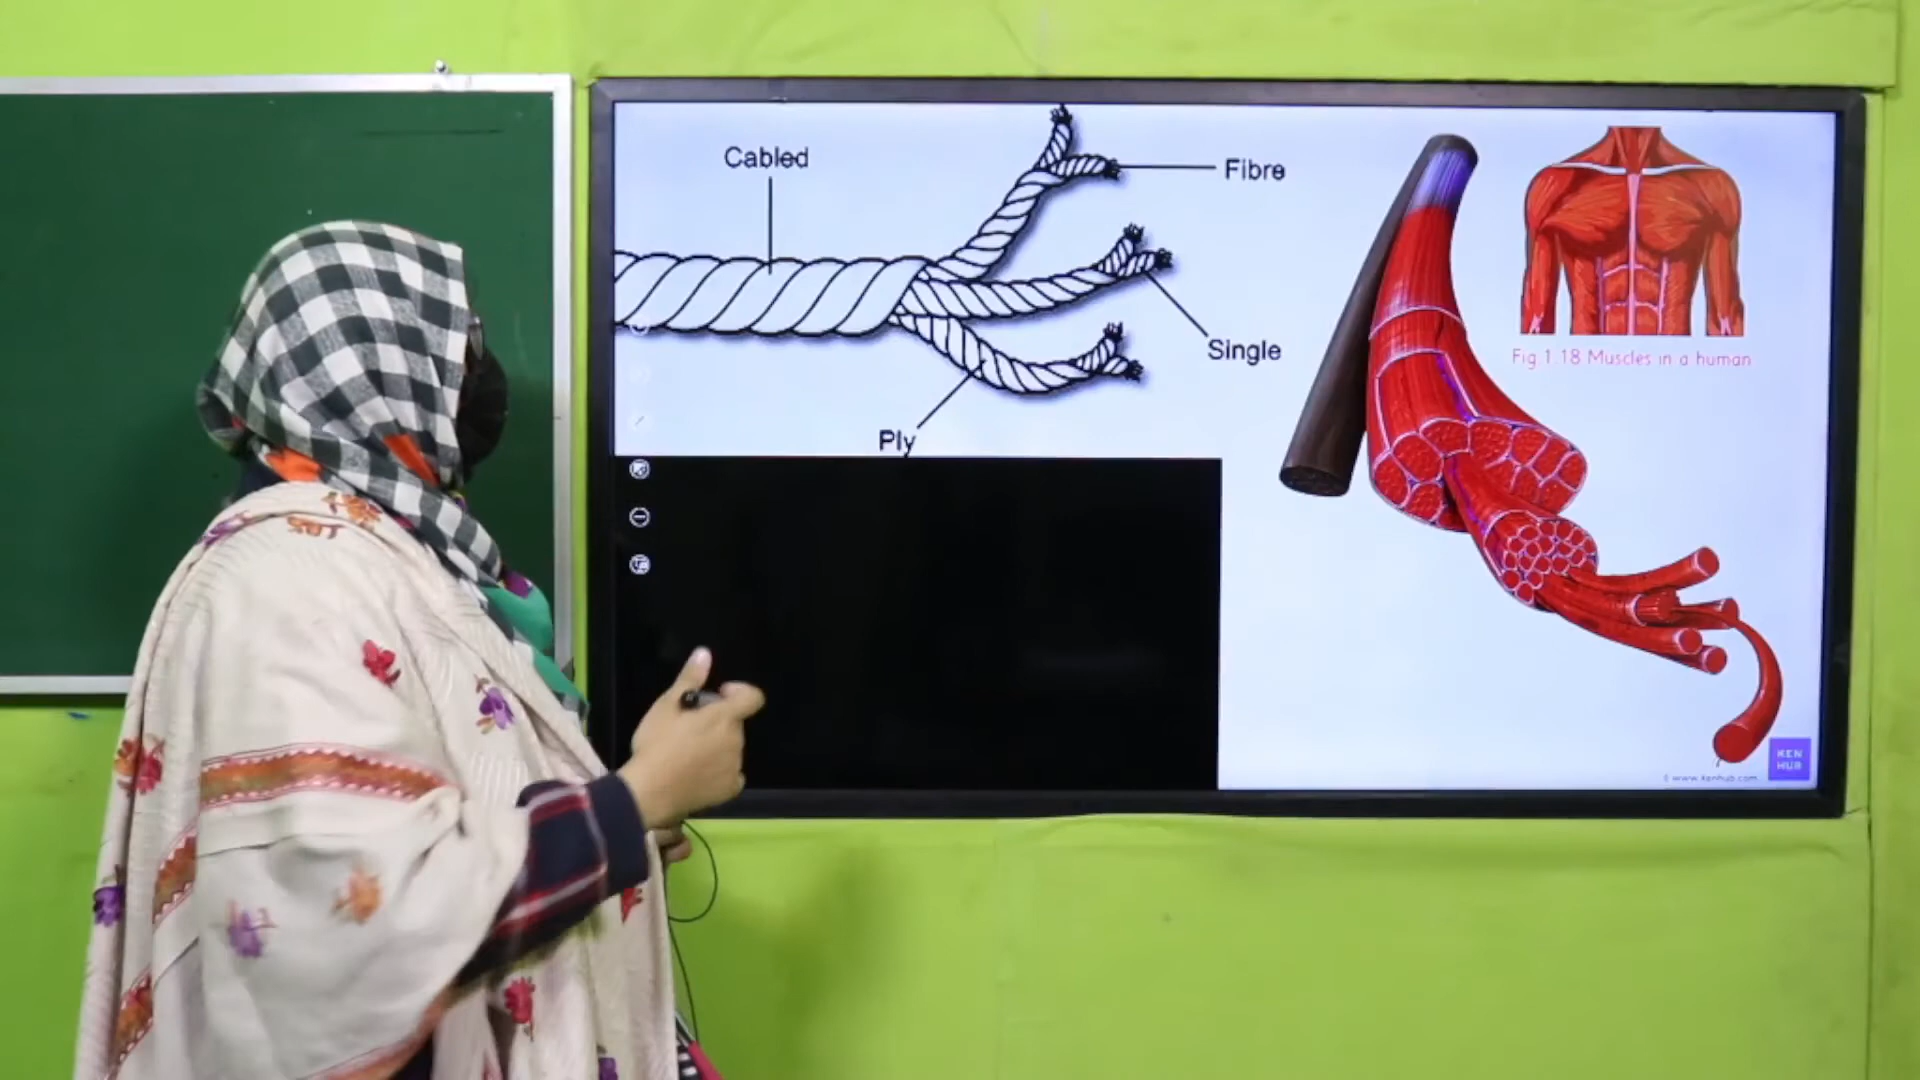 Cabled
Fibre
Single
Ply
Fig 1.18 Muscles in a human
KEN
HUB
© www.kenhub.com